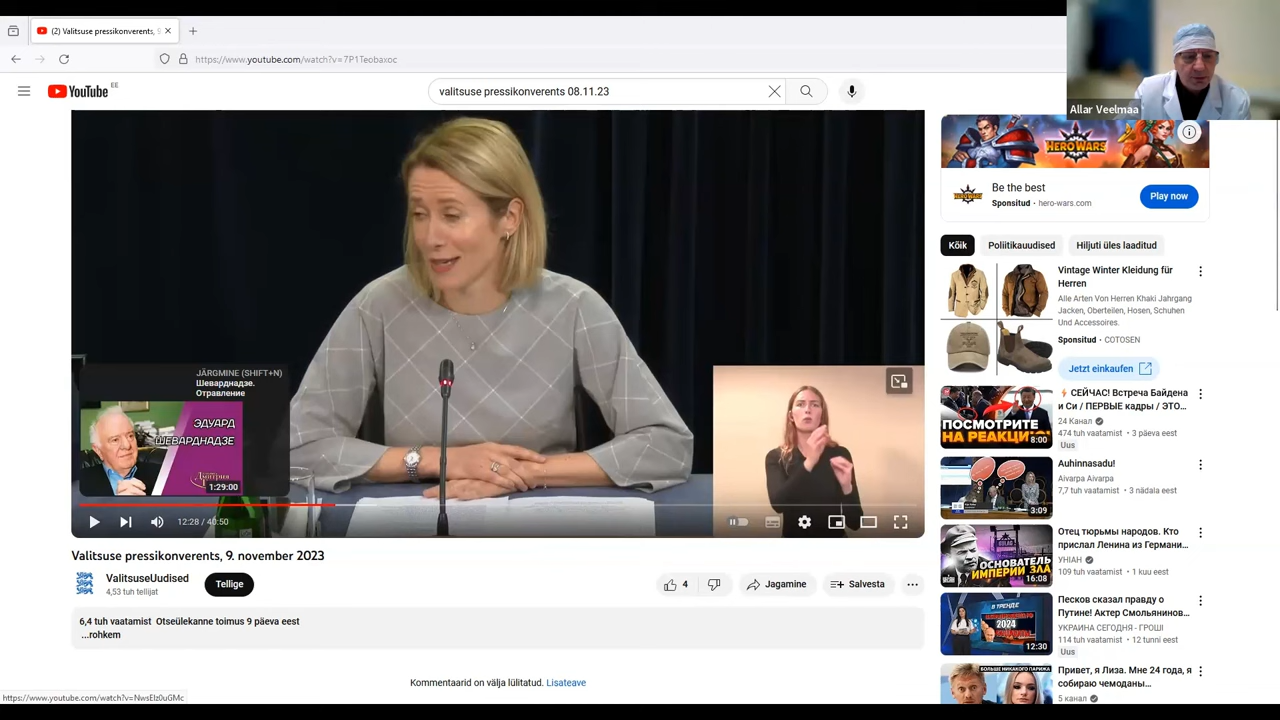 (2) Valitsuse pressikonverents, 9
https://www.youtube.com/watch?v=7P1Teobaxoc
YouTube EE
valitsuse pressikonverents 08.11.23
Allar Veelmaa
JÄRGMINE (SHIFT+N)
Шеварднадзе.
Отравление
ЭДУАРД
ШЕВАРДНАДЗЕ
1:29:00
12:28 / 40:50
Valitsuse pressikonverents, 9. november 2023
ValitsuseUudised
4,53 tuh tellijat
Tellige
4
Jagamine
Salvesta
6,4 tuh vaatamist Otseülekanne toimus 9 päeva eest
...rohkem
Kommentaarid on välja lülitatud. Lisateave
https://www.youtube.com/watch?v=NwsEIz0uGMc
HERO WARS
Be the best
Sponsitud · hero-wars.com
Play now
Kõik
Poliitikauudised
Hiljuti üles laaditud
Vintage Winter Kleidung für
Herren
Alle Arten Von Herren Khaki Jahrgang
Jacken, Oberteilen, Hosen, Schuhen
Und Accessoires.
Sponsitud · COTOSEN
Jetzt einkaufen
ПОСМОТРИТЕ
НА РЕАКЦИЮ
8:00
СЕЙЧАС! Встреча Байдена
и Си / ПЕРВЫЕ кадры / ЭТО...
24 Канал
474 tuh vaatamist · 3 päeva eest
Uus
3:09
Auhinnasadu!
Aivarpa Aivarpa
7,7 tuh vaatamist · 3 nädala eest
ОСНОВАТЕЛЬ
ИМПЕРИИ ЗЛА
16:08
Отец тюрьмы народов. Кто
прислал Ленина из Германи...
УНІАН
109 tuh vaatamist · 1 kuu eest
В ТРЕНДЕ
2024
12:30
Песков сказал правду о
Путине! Актер Смольянинов...
УКРАИНА СЕГОДНЯ - ГРОШІ
114 tuh vaatamist · 12 tunni eest
Uus
БОЛЬШЕ НИКАКОГО ПАРИЖА
Привет, я Лиза. Мне 24 года, я
собираю чемоданы...
5 канал